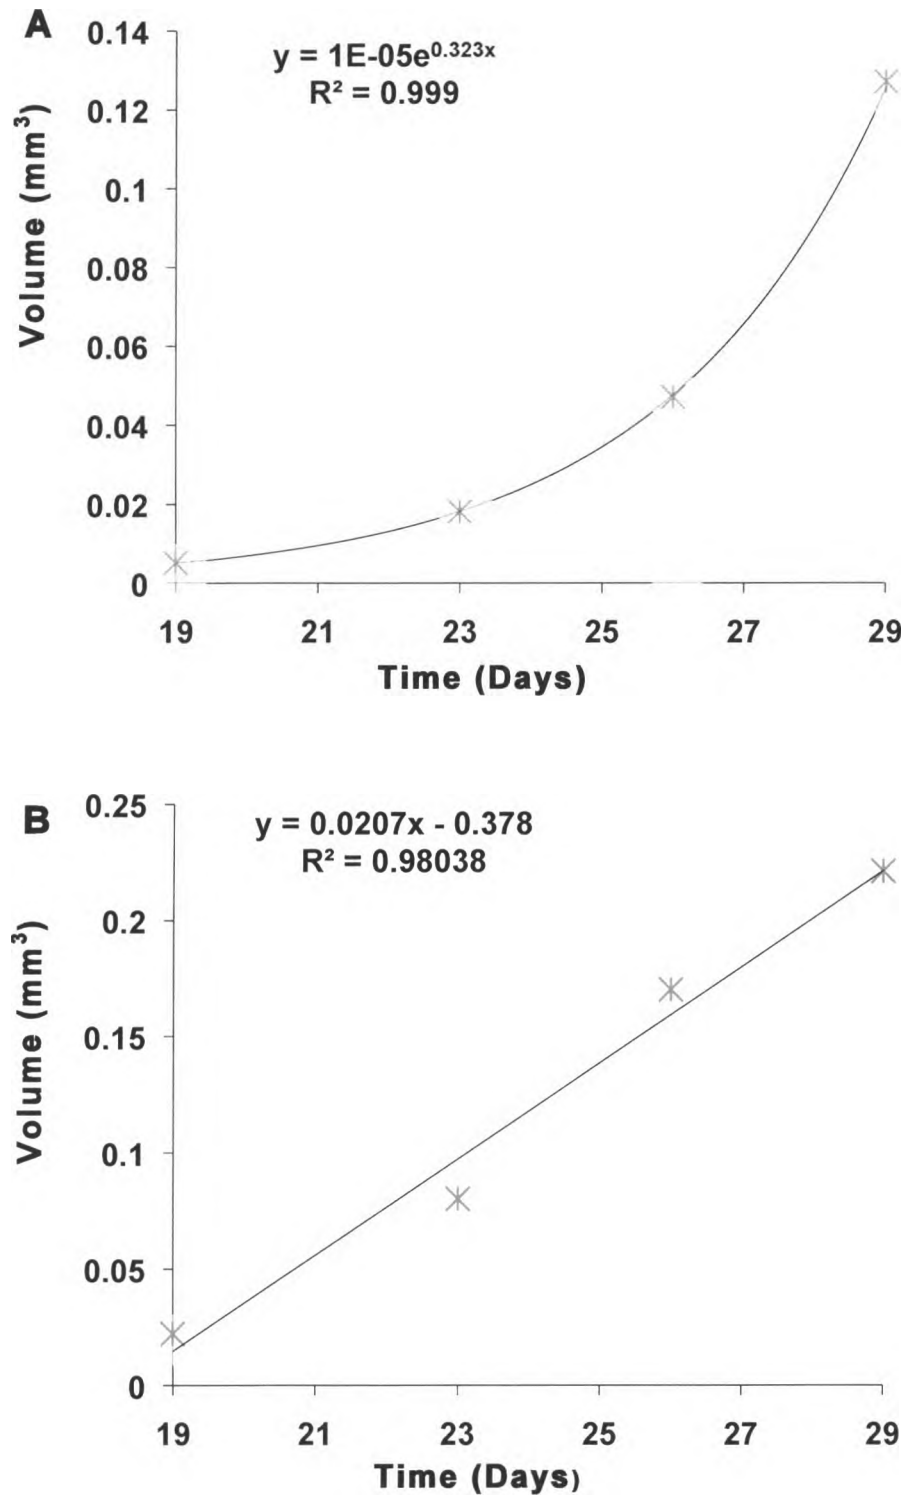 A
y = 1E-05e^0.323x
R² = 0.999
Volume (mm³)
0.14
0.12
0.1
0.08
0.06
0.04
0.02
0
19 21 23 25 27 29
Time (Days)
B
y = 0.0207x - 0.378
R² = 0.98038
Volume (mm³)
0.25
0.2
0.15
0.1
0.05
0
19 21 23 25 27 29
Time (Days)